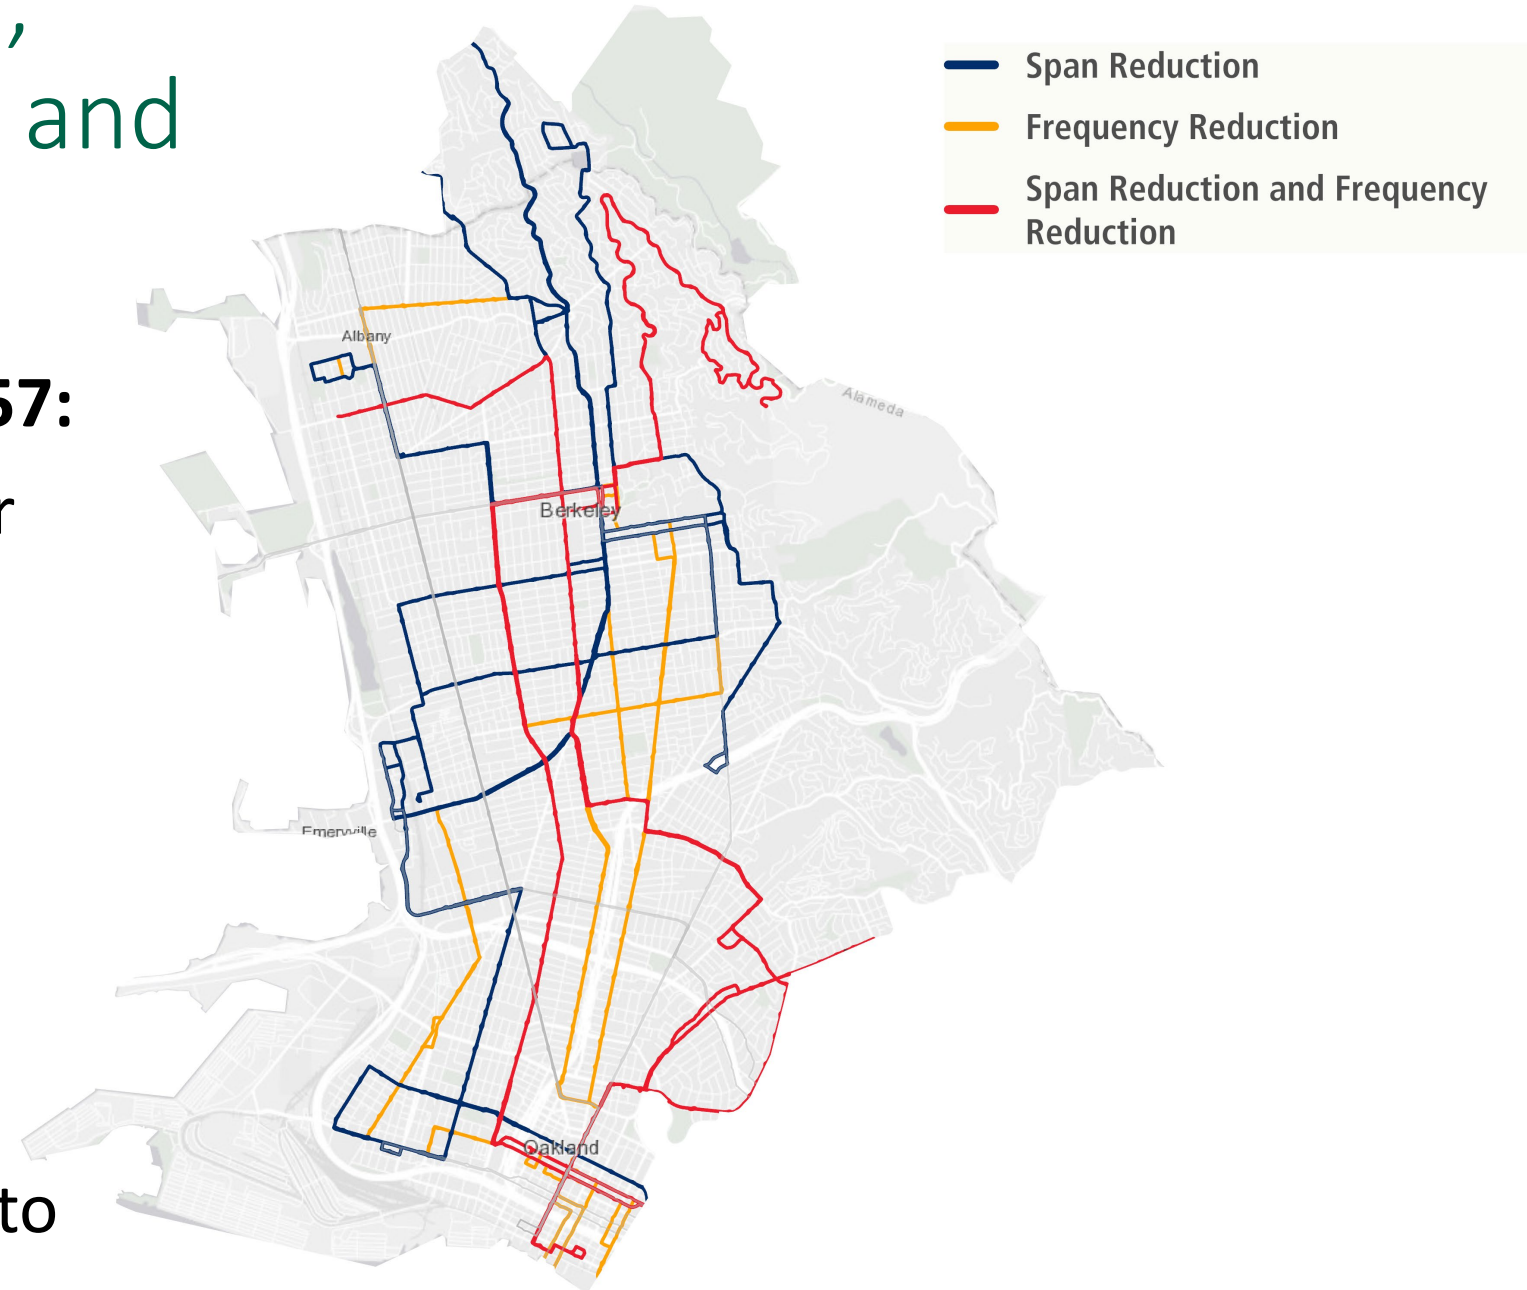 ,
and
57:
r
to
Span Reduction
Frequency Reduction
Span Reduction and Frequency
Reduction
Albany
Alameda
Berkeley
Emeryville
Oakland